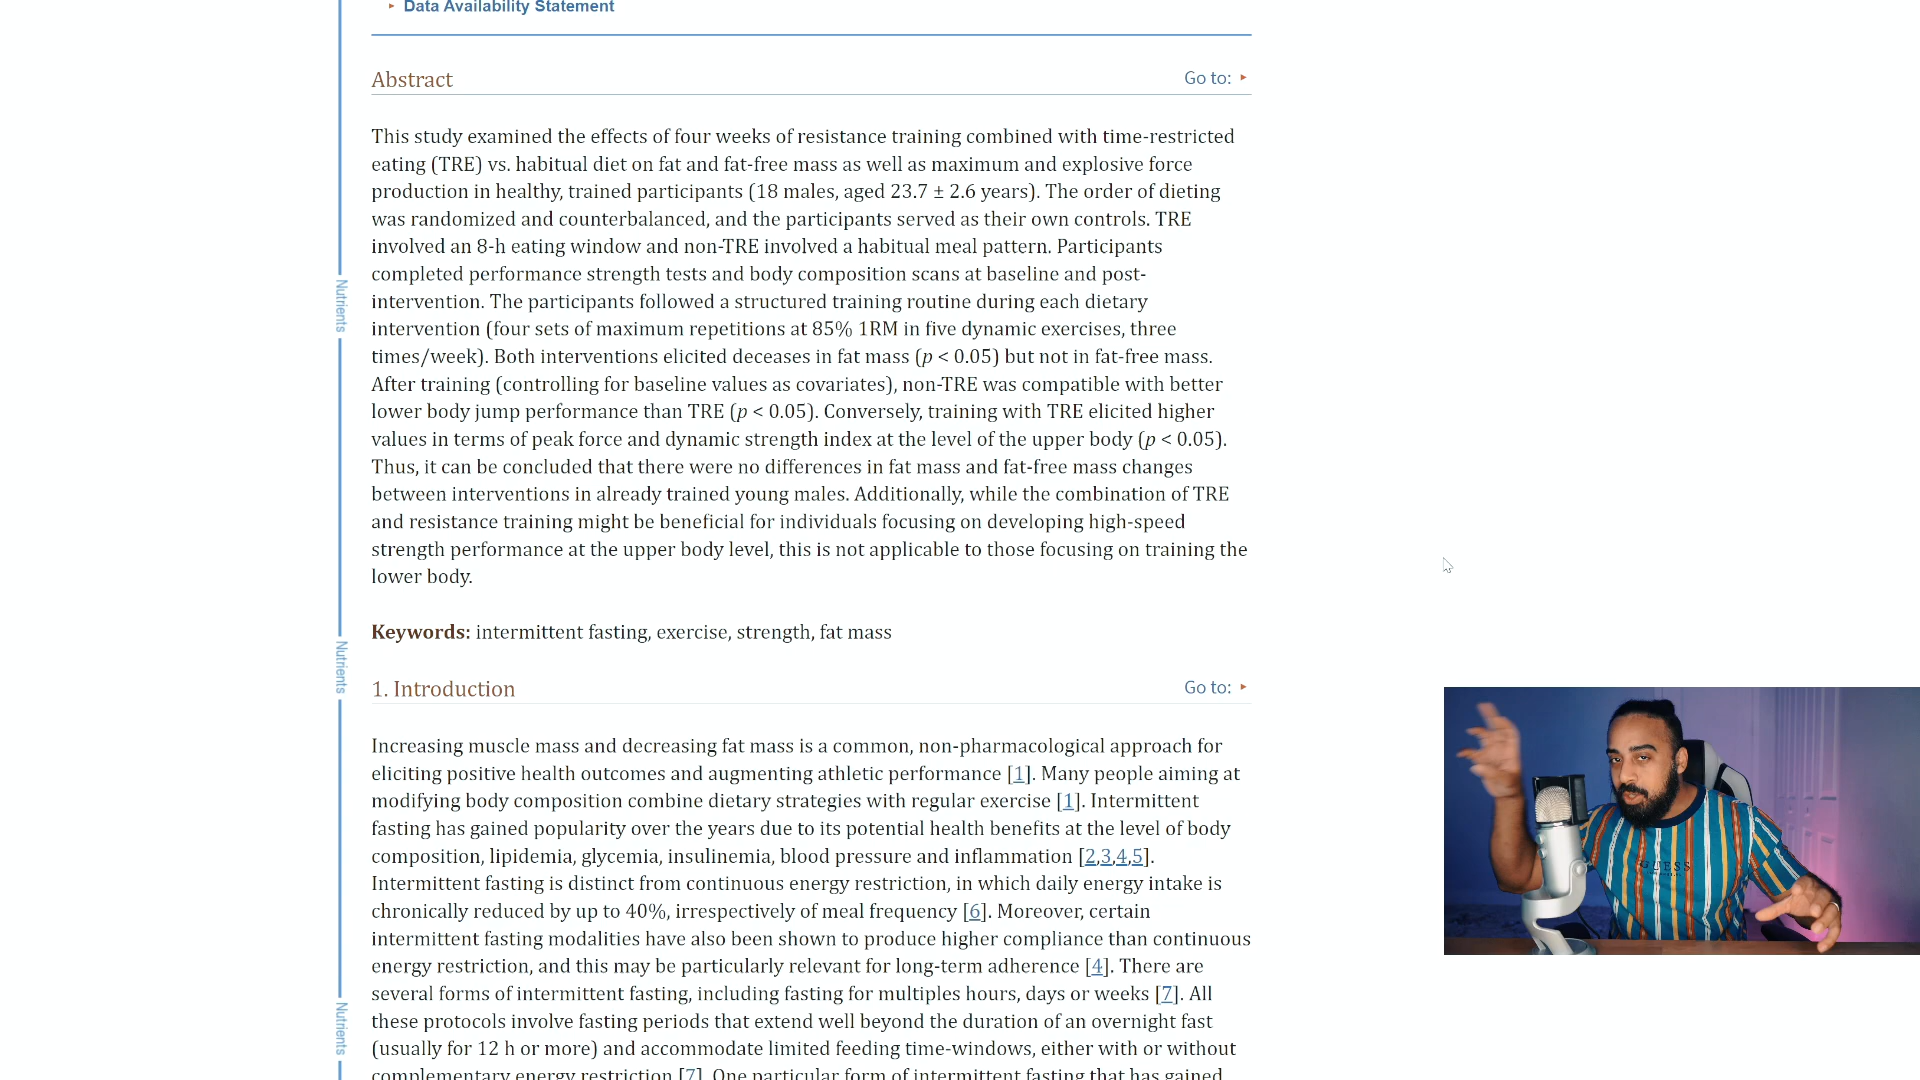 Data Availability Statement
Abstract
Go to:
This study examined the effects of four weeks of resistance training combined with time-restricted
eating (TRE) vs. habitual diet on fat and fat-free mass as well as maximum and explosive force
production in healthy, trained participants (18 males, aged 23.7 ± 2.6 years). The order of dieting
was randomized and counterbalanced, and the participants served as their own controls. TRE
involved an 8-h eating window and non-TRE involved a habitual meal pattern. Participants
completed performance strength tests and body composition scans at baseline and post-
intervention. The participants followed a structured training routine during each dietary
intervention (four sets of maximum repetitions at 85% 1RM in five dynamic exercises, three
times/week). Both interventions elicited deceases in fat mass (p < 0.05) but not in fat-free mass.
After training (controlling for baseline values as covariates), non-TRE was compatible with better
lower body jump performance than TRE (p < 0.05). Conversely, training with TRE elicited higher
values in terms of peak force and dynamic strength index at the level of the upper body (p < 0.05).
Thus, it can be concluded that there were no differences in fat mass and fat-free mass changes
between interventions in already trained young males. Additionally, while the combination of TRE
and resistance training might be beneficial for individuals focusing on developing high-speed
strength performance at the upper body level, this is not applicable to those focusing on training the
lower body.
Keywords: intermittent fasting, exercise, strength, fat mass
1. Introduction
Go to:
Increasing muscle mass and decreasing fat mass is a common, non-pharmacological approach for
eliciting positive health outcomes and augmenting athletic performance [1]. Many people aiming at
modifying body composition combine dietary strategies with regular exercise [1]. Intermittent
fasting has gained popularity over the years due to its potential health benefits at the level of body
composition, lipidemia, glycemia, insulinemia, blood pressure and inflammation [2,3,4,5].
Intermittent fasting is distinct from continuous energy restriction, in which daily energy intake is
chronically reduced by up to 40%, irrespectively of meal frequency [6]. Moreover, certain
intermittent fasting modalities have also been shown to produce higher compliance than continuous
energy restriction, and this may be particularly relevant for long-term adherence [4]. There are
several forms of intermittent fasting, including fasting for multiples hours, days or weeks [7]. All
these protocols involve fasting periods that extend well beyond the duration of an overnight fast
(usually for 12 h or more) and accommodate limited feeding time-windows, either with or without
complementary energy restriction [7]. One particular form of intermittent fasting that has gained
Nutrients
Nutrients
Nutrients
GUESS